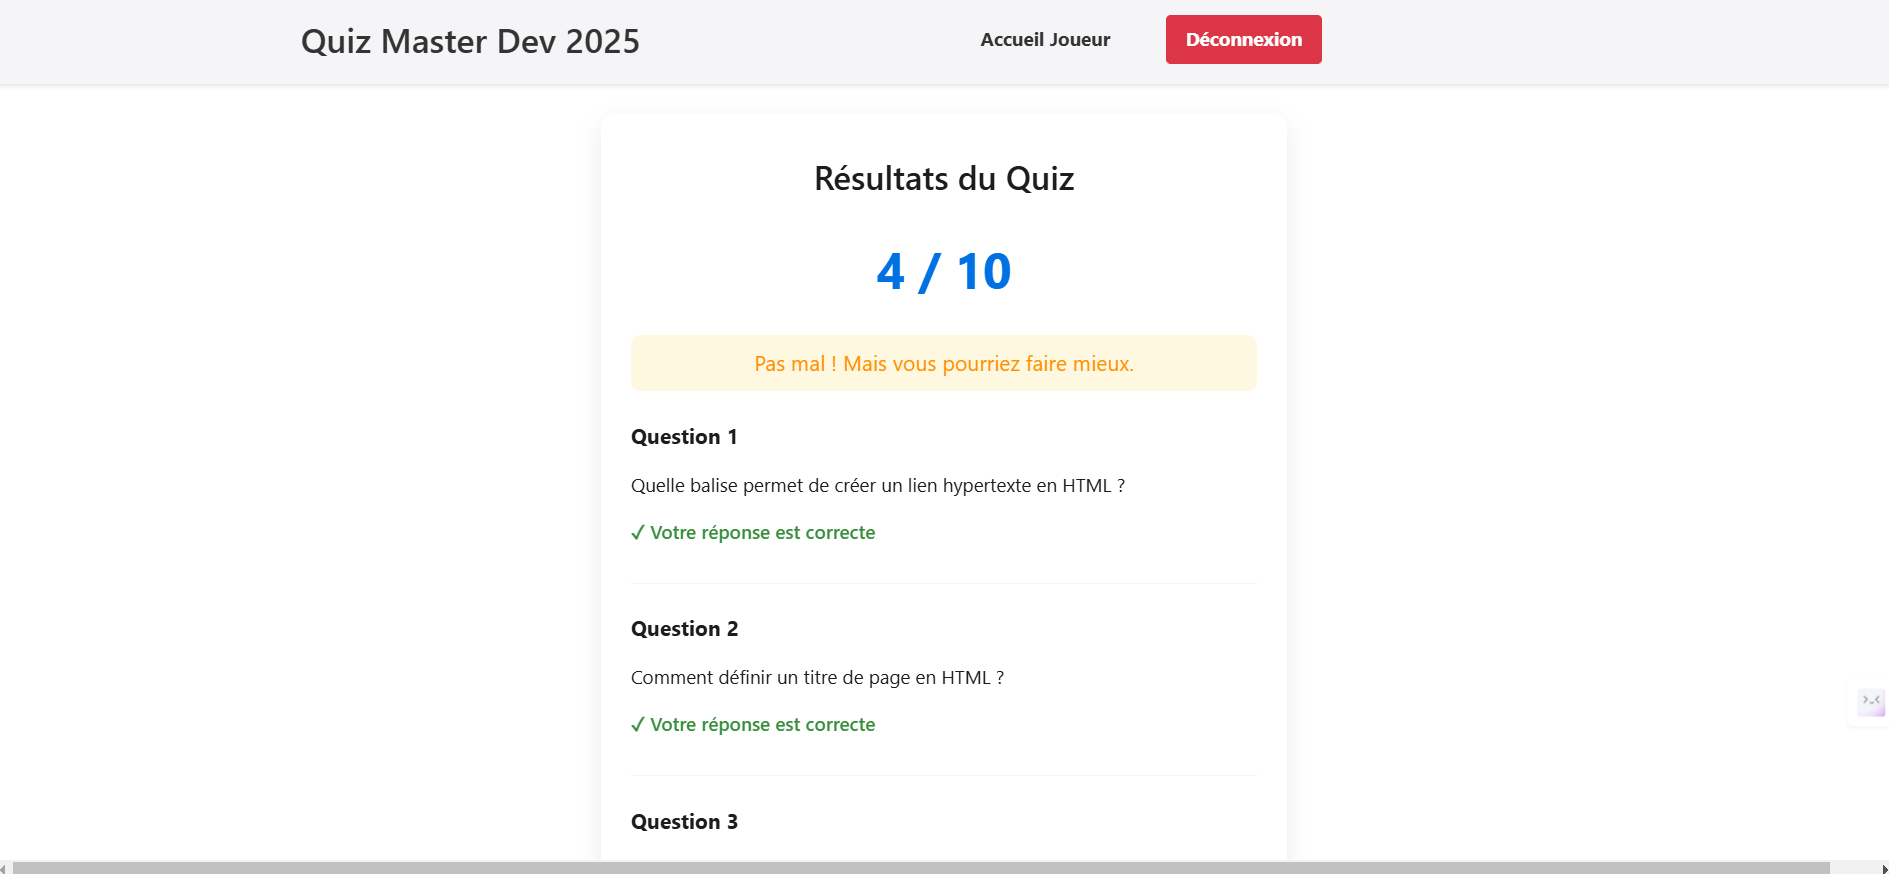 Quiz Master Dev 2025
Accueil Joueur
Déconnexion
Résultats du Quiz
4 / 10
Pas mal ! Mais vous pourriez faire mieux.
Question 1
Quelle balise permet de créer un lien hypertexte en HTML ?
✓ Votre réponse est correcte
Question 2
Comment définir un titre de page en HTML ?
✓ Votre réponse est correcte
Question 3